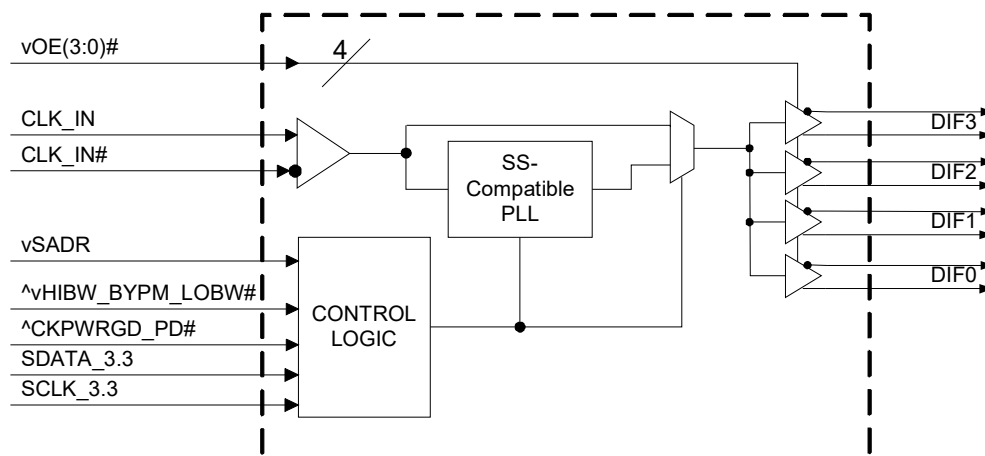 vOE(3:0)#
4
CLK_IN
CLK_IN#
SS-
Compatible
PLL
DIF3
DIF2
DIF1
DIF0
vSADR
^vHIBW_BYPM_LOBW#
^CKPWRGD_PD#
SDATA_3.3
SCLK_3.3
CONTROL
LOGIC